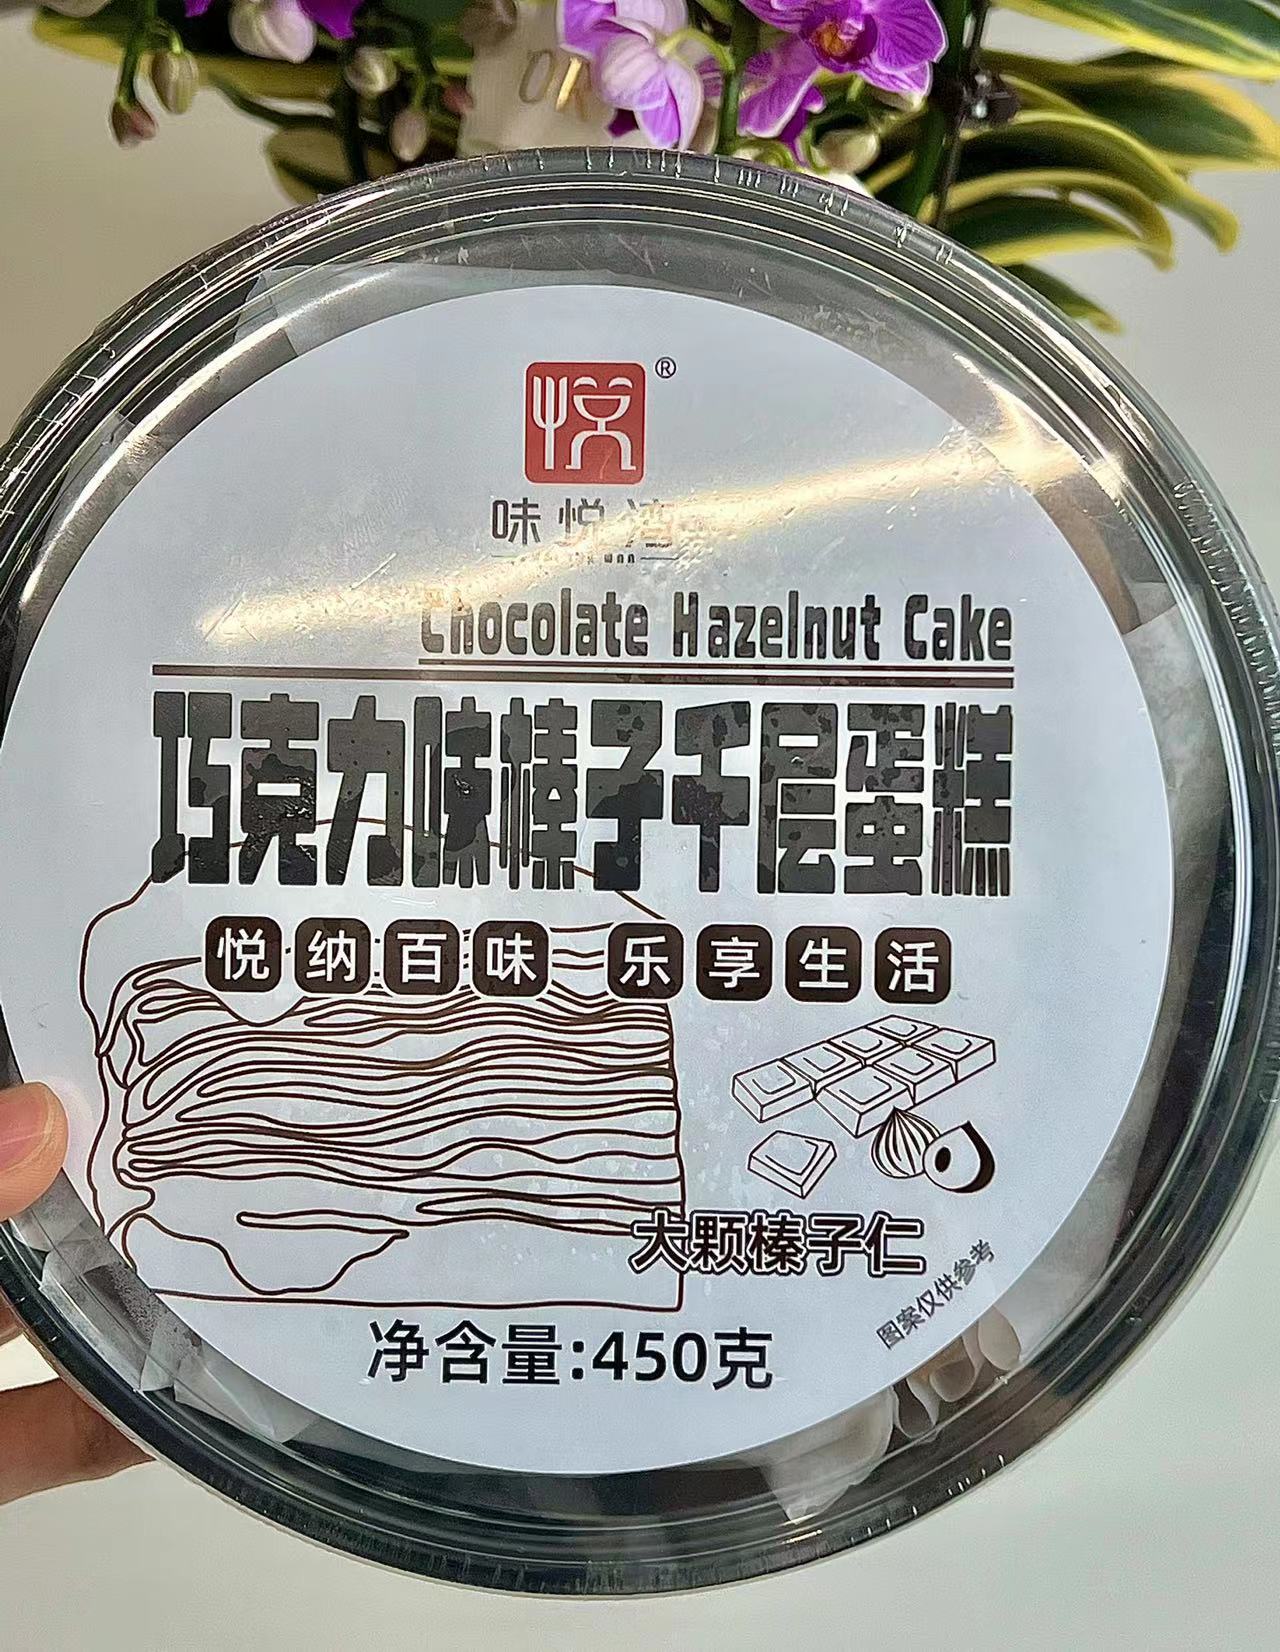 悦®
味悦湾
Chocolate Hazelnut Cake
巧克力味榛子千层蛋糕
悦纳百味 乐享生活
大颗榛子仁
图案仅供参考
净含量:450克